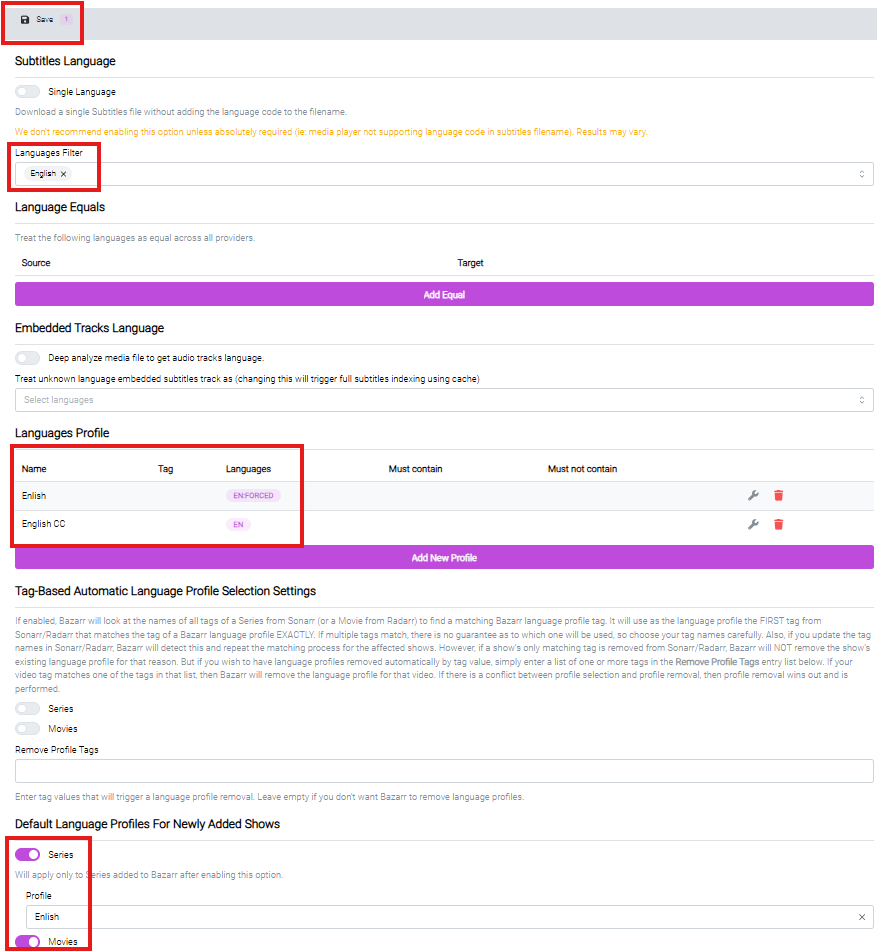 Save 1
Subtitles Language
Single Language
Download a single Subtitles file without adding the language code to the filename.
We don't recommend enabling this option unless absolutely required (ie: media player not supporting language code in subtitles filename). Results may vary.
Languages Filter
English
Language Equals
Treat the following languages as equal across all providers.
Source Target
Add Equal
Embedded Tracks Language
Deep analyze media file to get audio tracks language.
Treat unknown language embedded subtitles track as (changing this will trigger full subtitles indexing using cache)
Select languages
Languages Profile
Name Tag Languages Must contain Must not contain
Enlish EN:FORCED
English CC EN
Add New Profile
Tag-Based Automatic Language Profile Selection Settings
If enabled, Bazarr will look at the names of all tags of a Series from Sonarr (or a Movie from Radarr) to find a matching Bazarr language profile tag. It will use as the language profile the FIRST tag from
Sonarr/Radarr that matches the tag of a Bazarr language profile EXACTLY. If multiple tags match, there is no guarantee as to which one will be used, so choose your tag names carefully. Also, if you update the tag
names in Sonarr/Radarr, Bazarr will detect this and repeat the matching process for the affected shows. However, if a show's only matching tag is removed from Sonarr/Radarr, Bazarr will NOT remove the show's
existing language profile for that reason. But if you wish to have language profiles removed automatically by tag value, simply enter a list of one or more tags in the Remove Profile Tags entry list below. If your
video tag matches one of the tags in that list, then Bazarr will remove the language profile for that video. If there is a conflict between profile selection and profile removal, then profile removal wins out and is
performed.
Series
Movies
Remove Profile Tags
Enter tag values that will trigger a language profile removal. Leave empty if you don't want Bazarr to remove language profiles.
Default Language Profiles For Newly Added Shows
Series
Will apply only to Series added to Bazarr after enabling this option.
Profile
Enlish
Movies